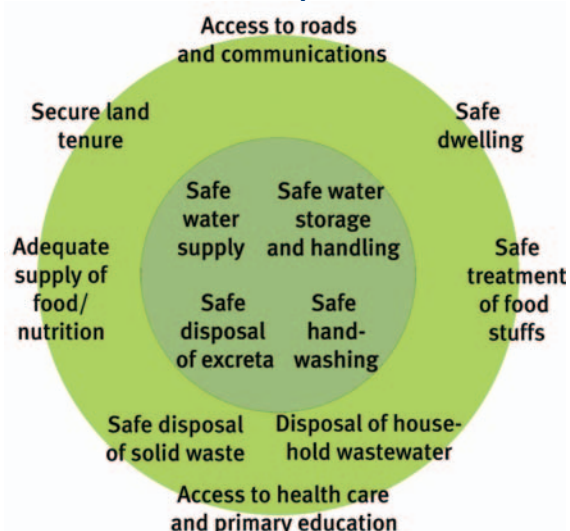 Access to roads
and communications
Secure land
tenure
Safe
dwelling
Safe
water
supply
Safe water
storage
and handling
Adequate
supply of
food/
nutrition
Safe
treatment
of food
stuffs
Safe
disposal
of excreta
Safe
hand-
washing
Safe disposal
of solid waste
Disposal of house-
hold wastewater
Access to health care
and primary education